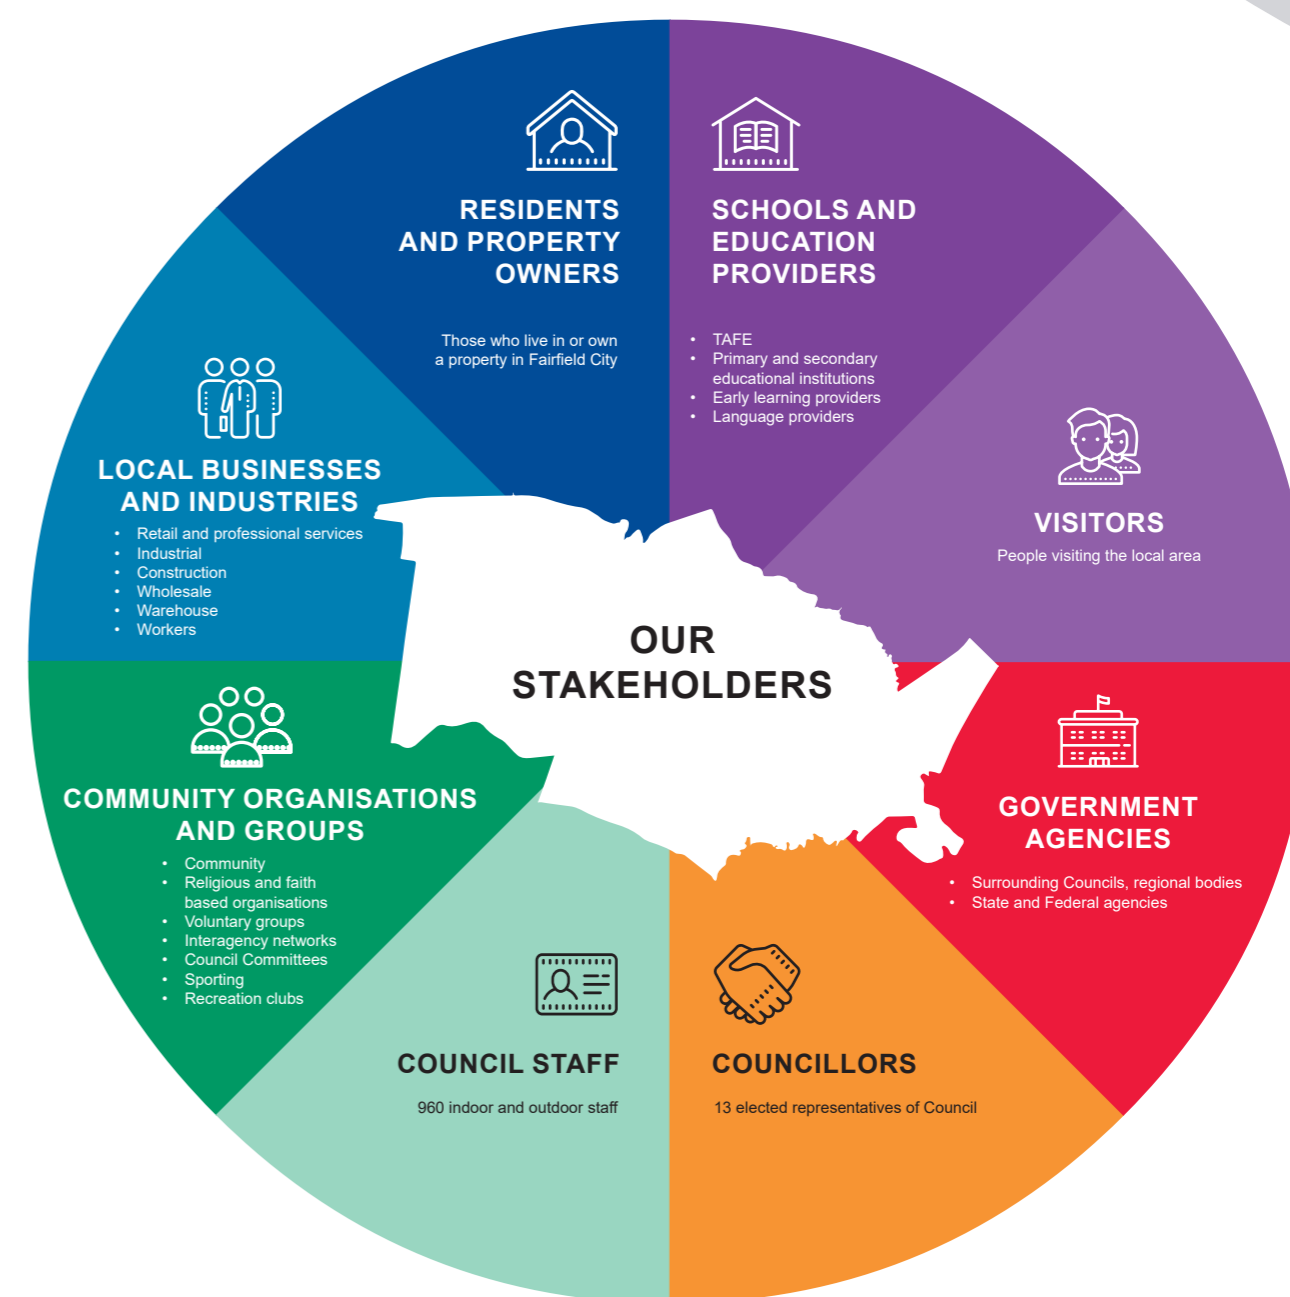 OUR
STAKEHOLDERS
RESIDENTS
AND PROPERTY
OWNERS
Those who live in or own
a property in Fairfield City
SCHOOLS AND
EDUCATION
PROVIDERS
• TAFE
• Primary and secondary
educational institutions
• Early learning providers
• Language providers
VISITORS
People visiting the local area
GOVERNMENT
AGENCIES
• Surrounding Councils, regional bodies
• State and Federal agencies
COUNCILLORS
13 elected representatives of Council
COUNCIL STAFF
960 indoor and outdoor staff
COMMUNITY ORGANISATIONS
AND GROUPS
• Community
• Religious and faith
based organisations
• Voluntary groups
• Interagency networks
• Council Committees
• Sporting
• Recreation clubs
LOCAL BUSINESSES
AND INDUSTRIES
• Retail and professional services
• Industrial
• Construction
• Wholesale
• Warehouse
• Workers